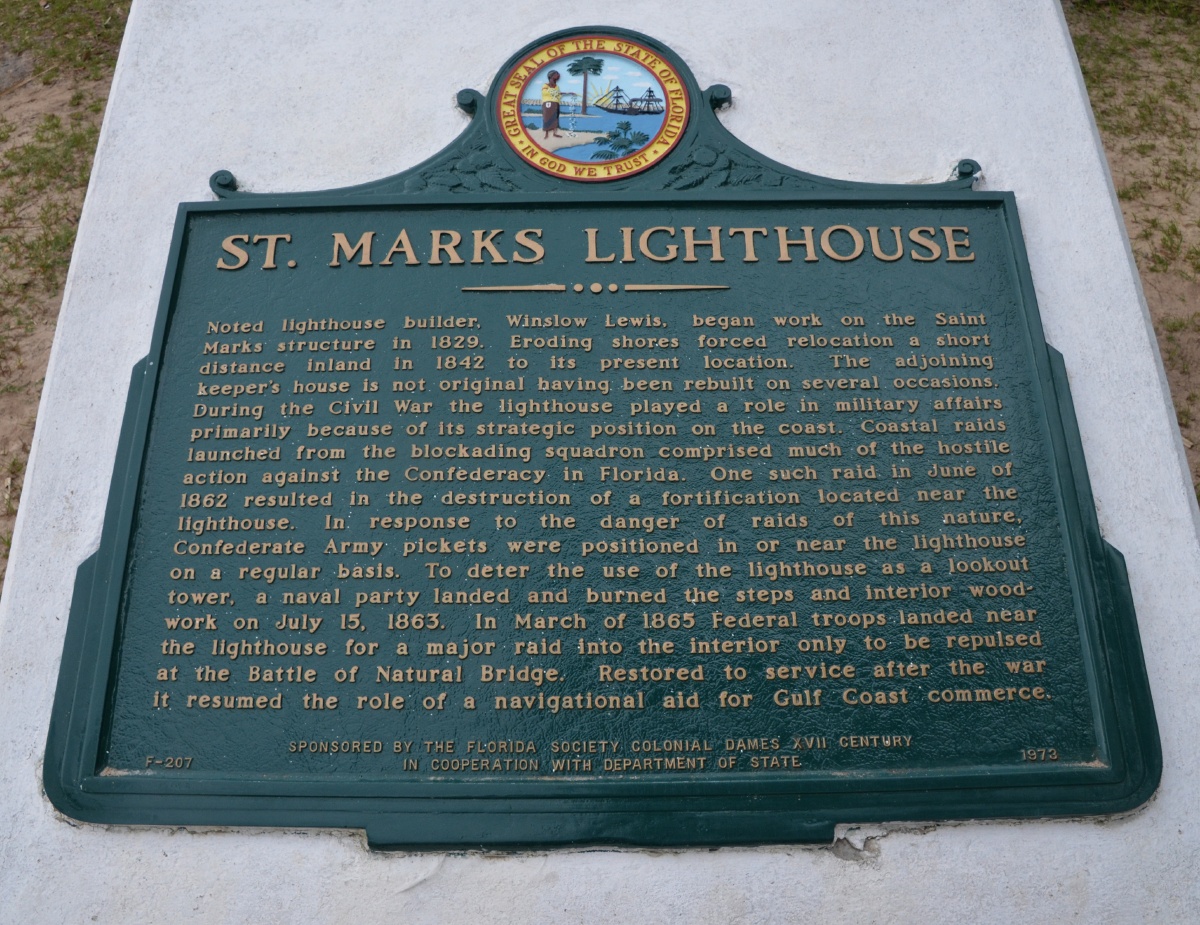 GREAT SEAL OF THE STATE OF FLORIDA
IN GOD WE TRUST
ST. MARKS LIGHTHOUSE
Noted lighthouse builder, Winslow Lewis, began work on the Saint
Marks structure in 1829. Eroding shores forced relocation a short
distance inland in 1842 to its present location. The adjoining
keeper's house is not original having been rebuilt on several occasions.
During the Civil War the lighthouse played a role in military affairs
primarily because of its strategic position on the coast. Coastal raids
launched from the blockading squadron comprised much of the hostile
action against the Confederacy in Florida. One such raid in June of
1862 resulted in the destruction of a fortification located near the
lighthouse. In response to the danger of raids of this nature,
Confederate Army pickets were positioned in or near the lighthouse
on a regular basis. To deter the use of the lighthouse as a lookout
tower, a naval party landed and burned the steps and interior wood-
work on July 15, 1863. In March of 1865 Federal troops landed near
the lighthouse for a major raid into the interior only to be repulsed
at the Battle of Natural Bridge. Restored to service after the war
it resumed the role of a navigational aid for Gulf Coast commerce.
SPONSORED BY THE FLORIDA SOCIETY COLONIAL DAMES XVII CENTURY
F-207 IN COOPERATION WITH DEPARTMENT OF STATE 1973